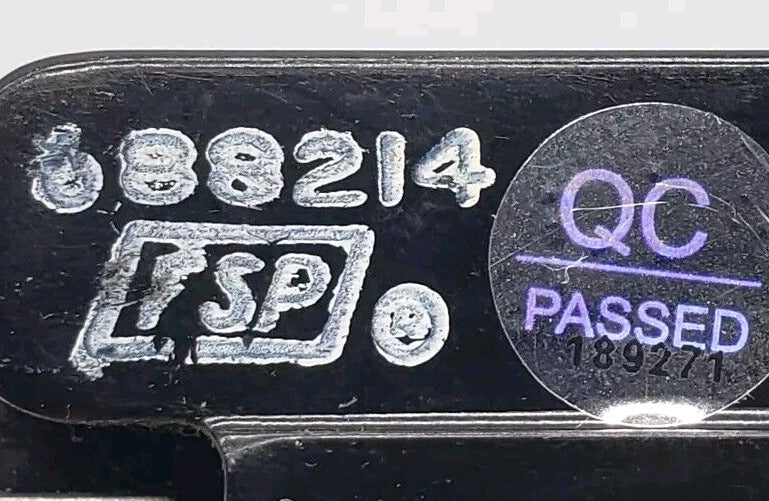 688214
QC
TSP
PASSED
189271